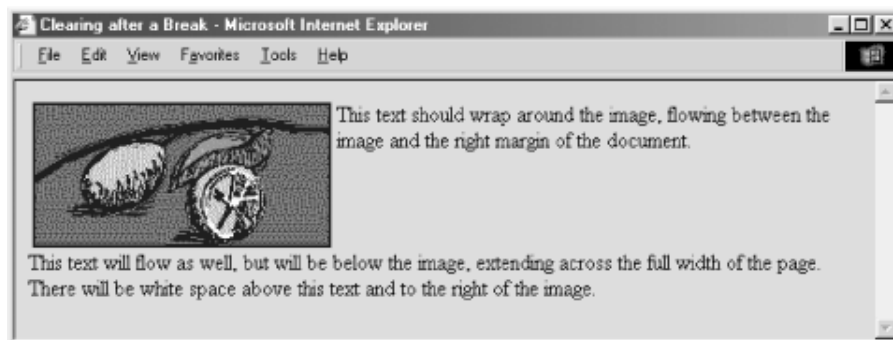 Clearing after a Break - Microsoft Internet Explorer
File Edit View Favorites Tools Help
This text should wrap around the image, flowing between the
image and the right margin of the document.
This text will flow as well, but will be below the image, extending across the full width of the page.
There will be white space above this text and to the right of the image.